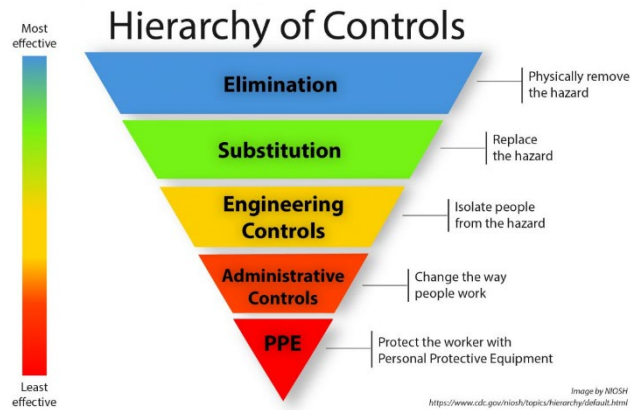 Hierarchy of Controls
Most
effective
Elimination
Physically remove
the hazard
Substitution
Replace
the hazard
Engineering
Controls
Isolate people
from the hazard
Administrative
Controls
Change the way
people work
PPE
Protect the worker with
Personal Protective Equipment
Least
effective
Image by NIOSH
https://www.cdc.gov/niosh/topics/hierarchy/default.html